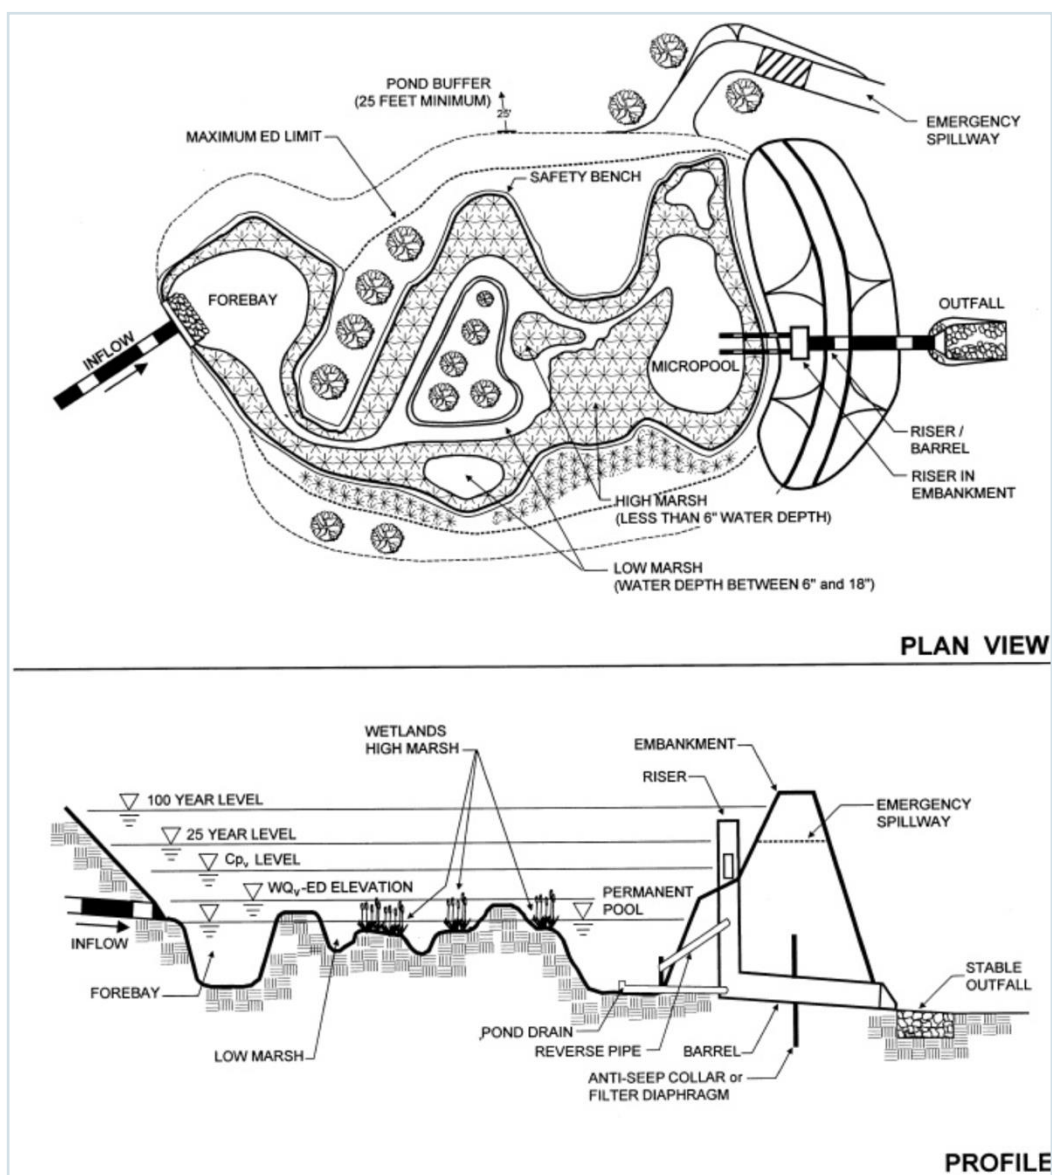 POND BUFFER
(25 FEET MINIMUM)
25'
MAXIMUM ED LIMIT
EMERGENCY
SPILLWAY
SAFETY BENCH
FOREBAY
OUTFALL
INFLOW
MICROPOOL
RISER /
BARREL
RISER IN
EMBANKMENT
HIGH MARSH
(LESS THAN 6" WATER DEPTH)
LOW MARSH
(WATER DEPTH BETWEEN 6" and 18")
PLAN VIEW
WETLANDS
HIGH MARSH
EMBANKMENT
RISER
100 YEAR LEVEL
EMERGENCY
SPILLWAY
25 YEAR LEVEL
Cpv LEVEL
WQv-ED ELEVATION
PERMANENT
POOL
INFLOW
FOREBAY
STABLE
OUTFALL
POND DRAIN
LOW MARSH
REVERSE PIPE
BARREL
ANTI-SEEP COLLAR or
FILTER DIAPHRAGM
PROFILE